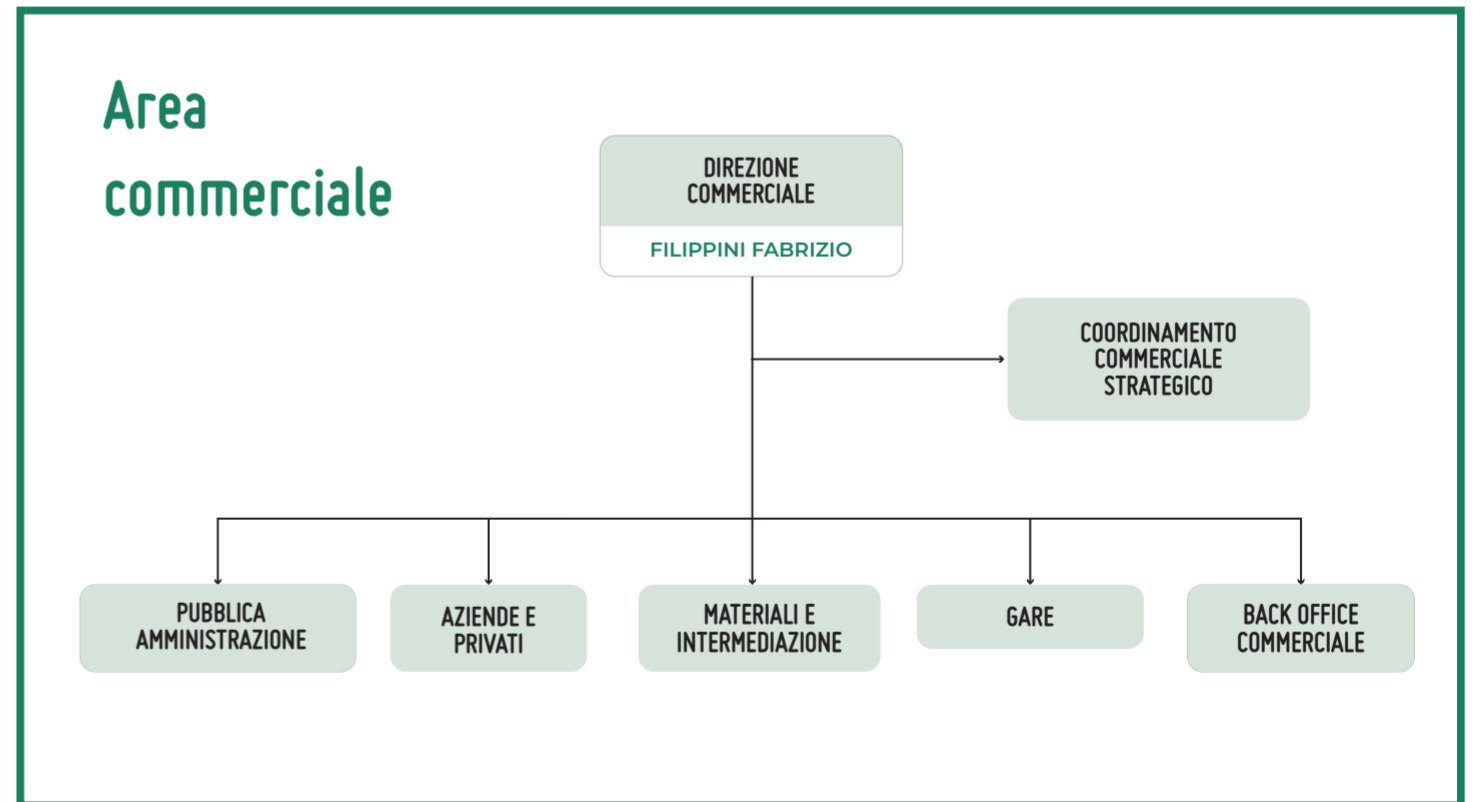 Area
commerciale
DIREZIONE
COMMERCIALE
FILIPPINI FABRIZIO
COORDINAMENTO
COMMERCIALE
STRATEGICO
PUBBLICA
AMMINISTRAZIONE
AZIENDE E
PRIVATI
MATERIALI E
INTERMEDIAZIONE
GARE
BACK OFFICE
COMMERCIALE